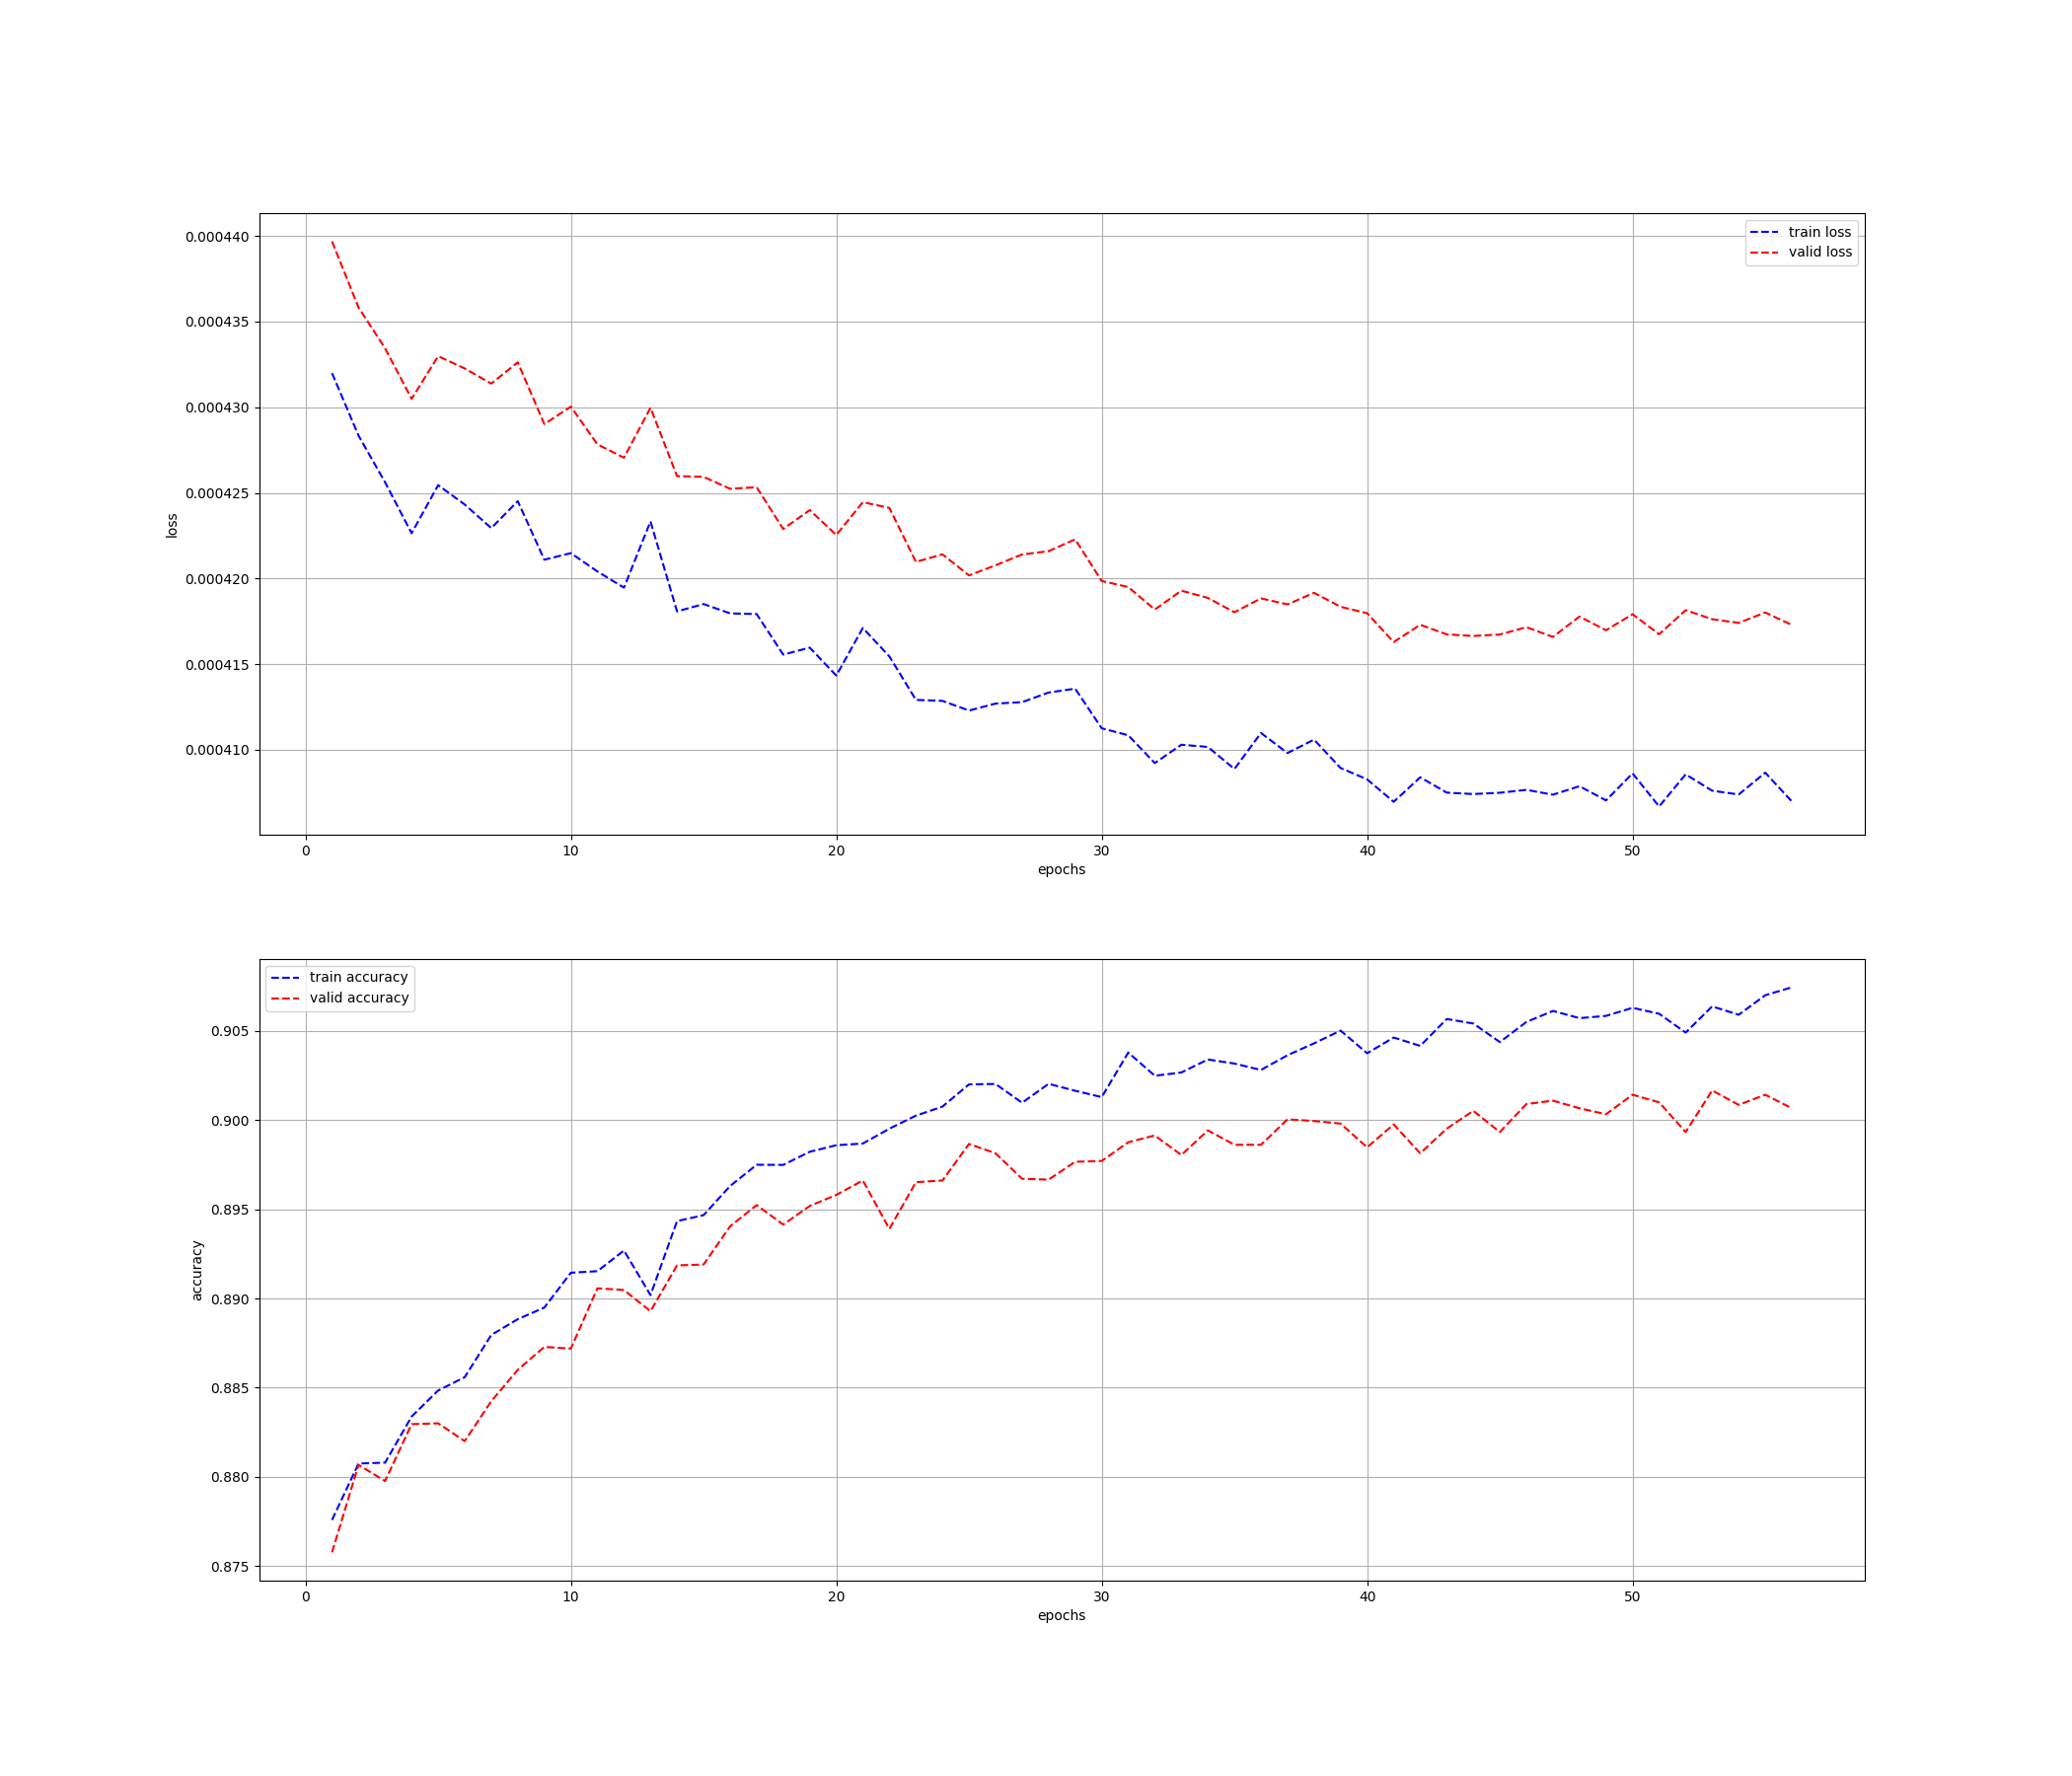 0.000440
0.000435
0.000430
0.000425
0.000420
0.000415
0.000410
loss
train loss
valid loss
0 10 20 30 40 50
epochs
train accuracy
valid accuracy
0.905
0.900
0.895
0.890
0.885
0.880
0.875
accuracy
0 10 20 30 40 50
epochs